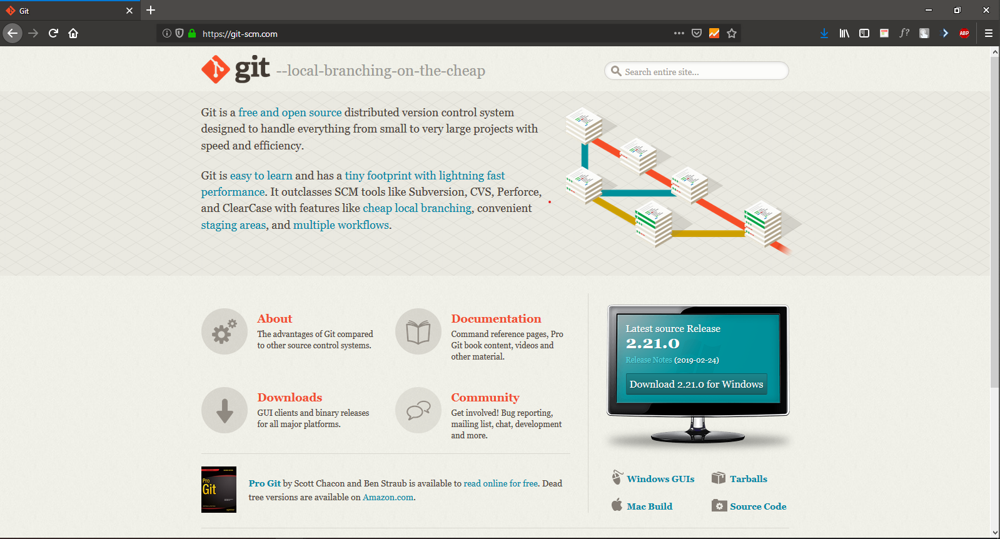 Git
https://git-scm.com
f?
ABP
git --local-branching-on-the-cheap
Search entire site...
Git is a free and open source distributed version control system
designed to handle everything from small to very large projects with
speed and efficiency.
Git is easy to learn and has a tiny footprint with lightning fast
performance. It outclasses SCM tools like Subversion, CVS, Perforce,
and ClearCase with features like cheap local branching, convenient
staging areas, and multiple workflows.
About
The advantages of Git compared
to other source control systems.
Documentation
Command reference pages, Pro
Git book content, videos and
other material.
Downloads
GUI clients and binary releases
for all major platforms.
Community
Get involved! Bug reporting,
mailing list, chat, development
and more.
Latest source Release
2.21.0
Release Notes (2019-02-24)
Download 2.21.0 for Windows
Pro
Git
Pro Git by Scott Chacon and Ben Straub is available to read online for free. Dead
tree versions are available on Amazon.com.
Windows GUIs
Tarballs
Mac Build
Source Code